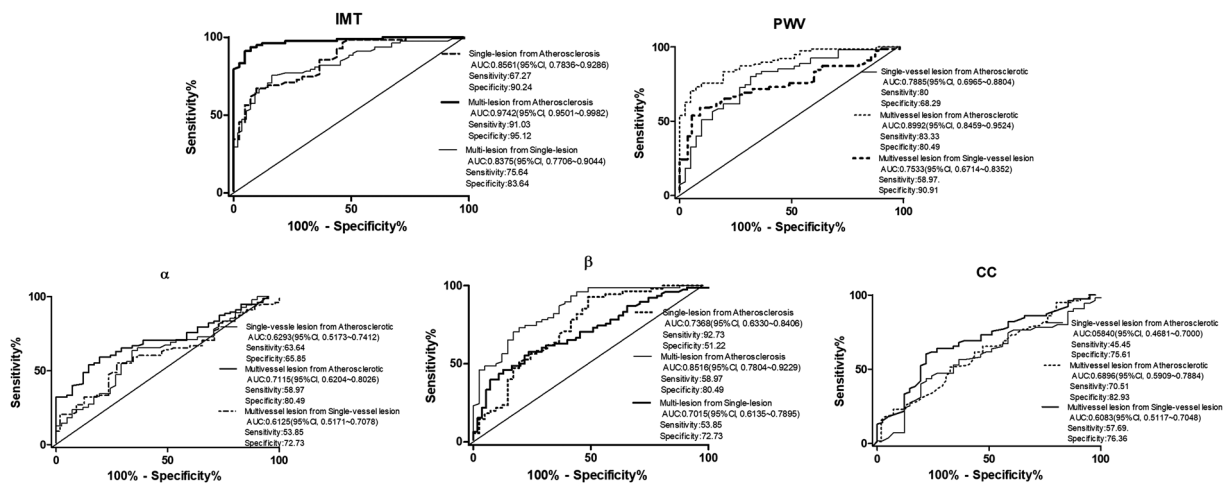 IMT
Sensitivity%
100
50
0
0
50
100
100% - Specificity%
Single-lesion from Atherosclerosis
AUC:0.8561(95%CI, 0.7836~0.9286)
Sensitivity:67.27
Specificity:90.24
Multi-lesion from Atherosclerosis
AUC:0.9742(95%CI, 0.9501~0.9982)
Sensitivity:91.03
Specificity:95.12
Multi-lesion from Single-lesion
AUC:0.8375(95%CI, 0.7706~0.9044)
Sensitivity:75.64
Specificity:83.64
PWV
Sensitivity%
100
50
0
0
50
100
100% - Specificity%
Single-vessel lesion from Atherosclerotic
AUC:0.7885(95%CI, 0.6965~0.8804)
Sensitivity:80
Specificity:68.29
Multivessel lesion from Atherosclerotic
AUC:0.8992(95%CI, 0.8459~0.9524)
Sensitivity:83.33
Specificity:80.49
Multivessel lesion from Single-vessel lesion
AUC:0.7533(95%CI, 0.6714~0.8352)
Sensitivity:58.97.
Specificity:90.91
α
Sensitivity%
100
50
0
0
50
100
100% - Specificity%
Single-vessle lesion from Atherosclerotic
AUC:0.6293(95%CI, 0.5173~0.7412)
Sensitivity:63.64
Specificity:65.85
Multivessel lesion from Atherosclerotic
AUC:0.7115(95%CI, 0.6204~0.8026)
Sensitivity:58.97
Specificity:80.49
Multivessel lesion from Single-vessel lesion
AUC:0.6125(95%CI, 0.5171~0.7078)
Sensitivity:53.85
Specificity:72.73
β
Sensitivity%
100
50
0
0
50
100
100% - Specificity%
Single-lesion from Atherosclerosis
AUC:0.7368(95%CI, 0.6330~0.8406)
Sensitivity:92.73
Specificity:51.22
Multi-lesion from Atherosclerosis
AUC:0.8516(95%CI, 0.7804~0.9229)
Sensitivity:58.97
Specificity:80.49
Multi-lesion from Single-lesion
AUC:0.7015(95%CI, 0.6135~0.7895)
Sensitivity:53.85
Specificity:72.73
CC
Sensitivity%
100
50
0
0
50
100
100% - Specificity%
Single-vessel lesion from Atherosclerotic
AUC:05840(95%CI, 0.4681~0.7000)
Sensitivity:45.45
Specificity:75.61
Multivessel lesion from Atherosclerotic
AUC:0.6896(95%CI, 0.5909~0.7884)
Sensitivity:70.51
Specificity:82.93
Multivessel lesion from Single-vessel lesion
AUC:0.6083(95%CI, 0.5117~0.7048)
Sensitivity:57.69.
Specificity:76.36